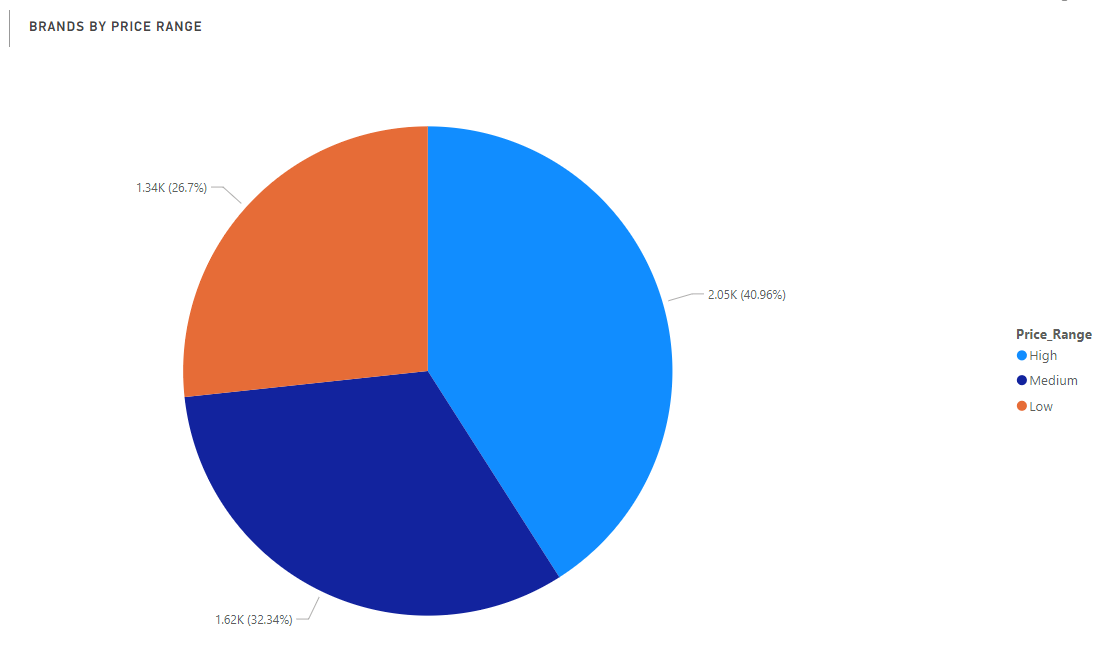 BRANDS BY PRICE RANGE
1.34K (26.7%)
2.05K (40.96%)
1.62K (32.34%)
Price_Range
High
Medium
Low